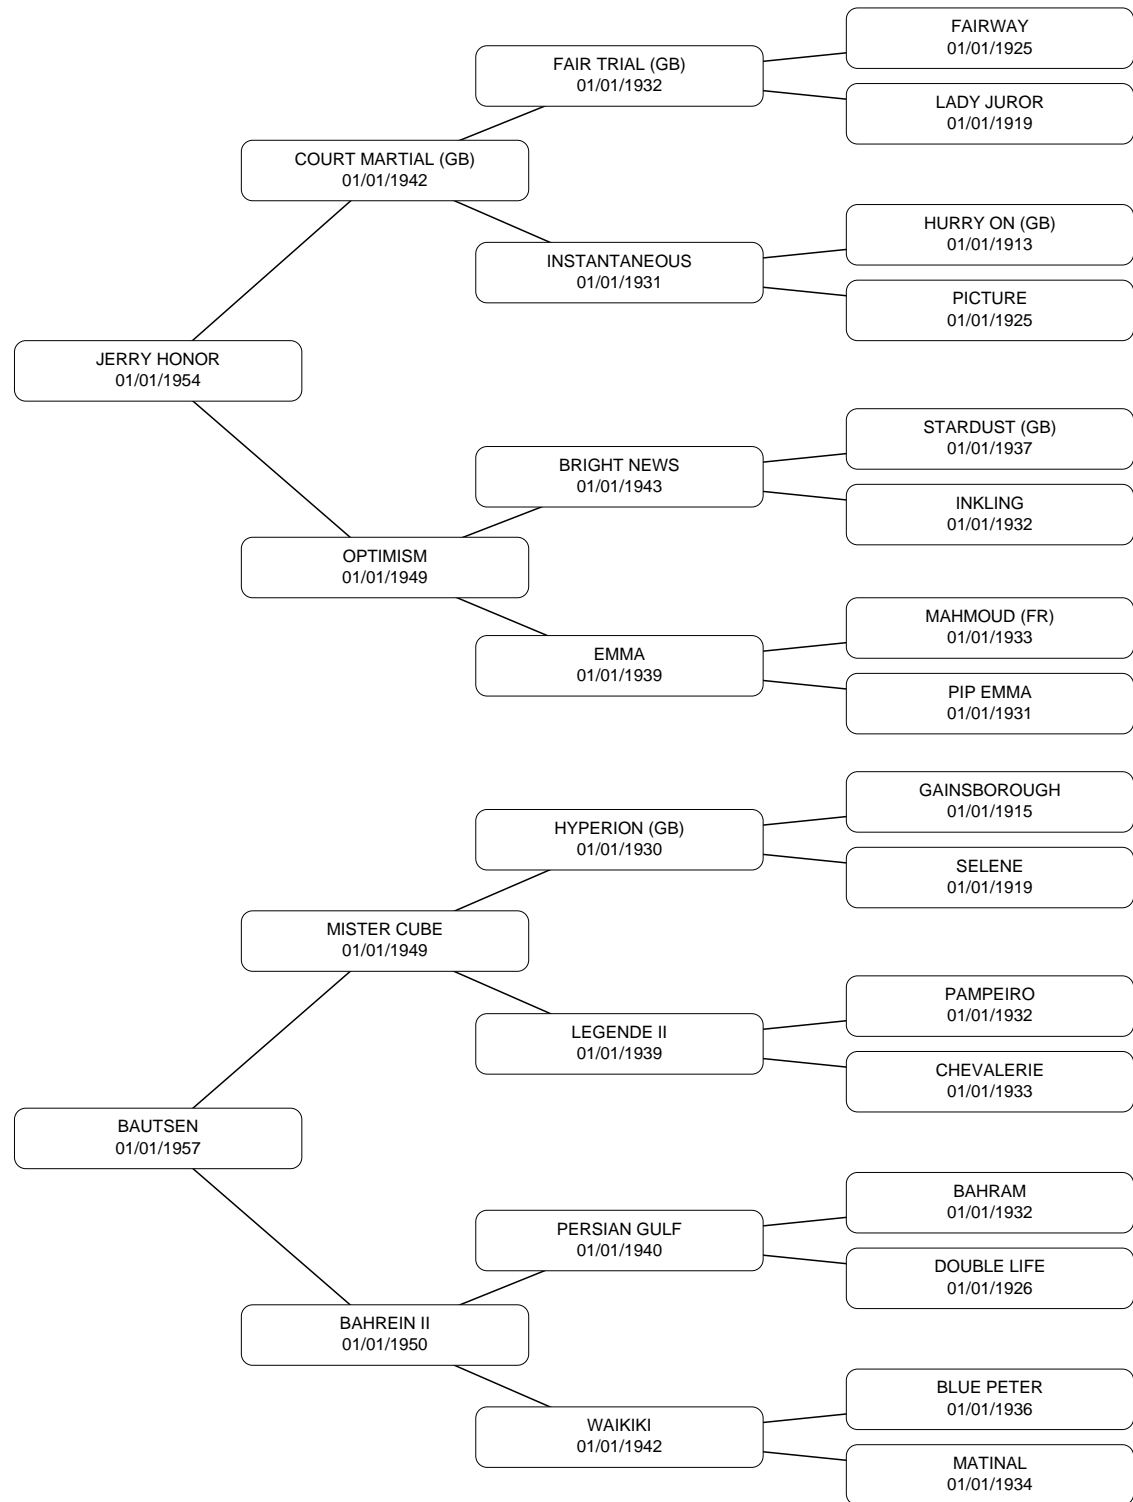 FAIRWAY
01/01/1925
FAIR TRIAL (GB)
01/01/1932
LADY JUROR
01/01/1919
COURT MARTIAL (GB)
01/01/1942
HURRY ON (GB)
01/01/1913
INSTANTANEOUS
01/01/1931
PICTURE
01/01/1925
JERRY HONOR
01/01/1954
STARDUST (GB)
01/01/1937
BRIGHT NEWS
01/01/1943
INKLING
01/01/1932
OPTIMISM
01/01/1949
MAHMOUD (FR)
01/01/1933
EMMA
01/01/1939
PIP EMMA
01/01/1931
GAINSBOROUGH
01/01/1915
HYPERION (GB)
01/01/1930
SELENE
01/01/1919
MISTER CUBE
01/01/1949
PAMPEIRO
01/01/1932
LEGENDE II
01/01/1939
CHEVALERIE
01/01/1933
BAUTSEN
01/01/1957
BAHRAM
01/01/1932
PERSIAN GULF
01/01/1940
DOUBLE LIFE
01/01/1926
BAHREIN II
01/01/1950
BLUE PETER
01/01/1936
WAIKIKI
01/01/1942
MATINAL
01/01/1934